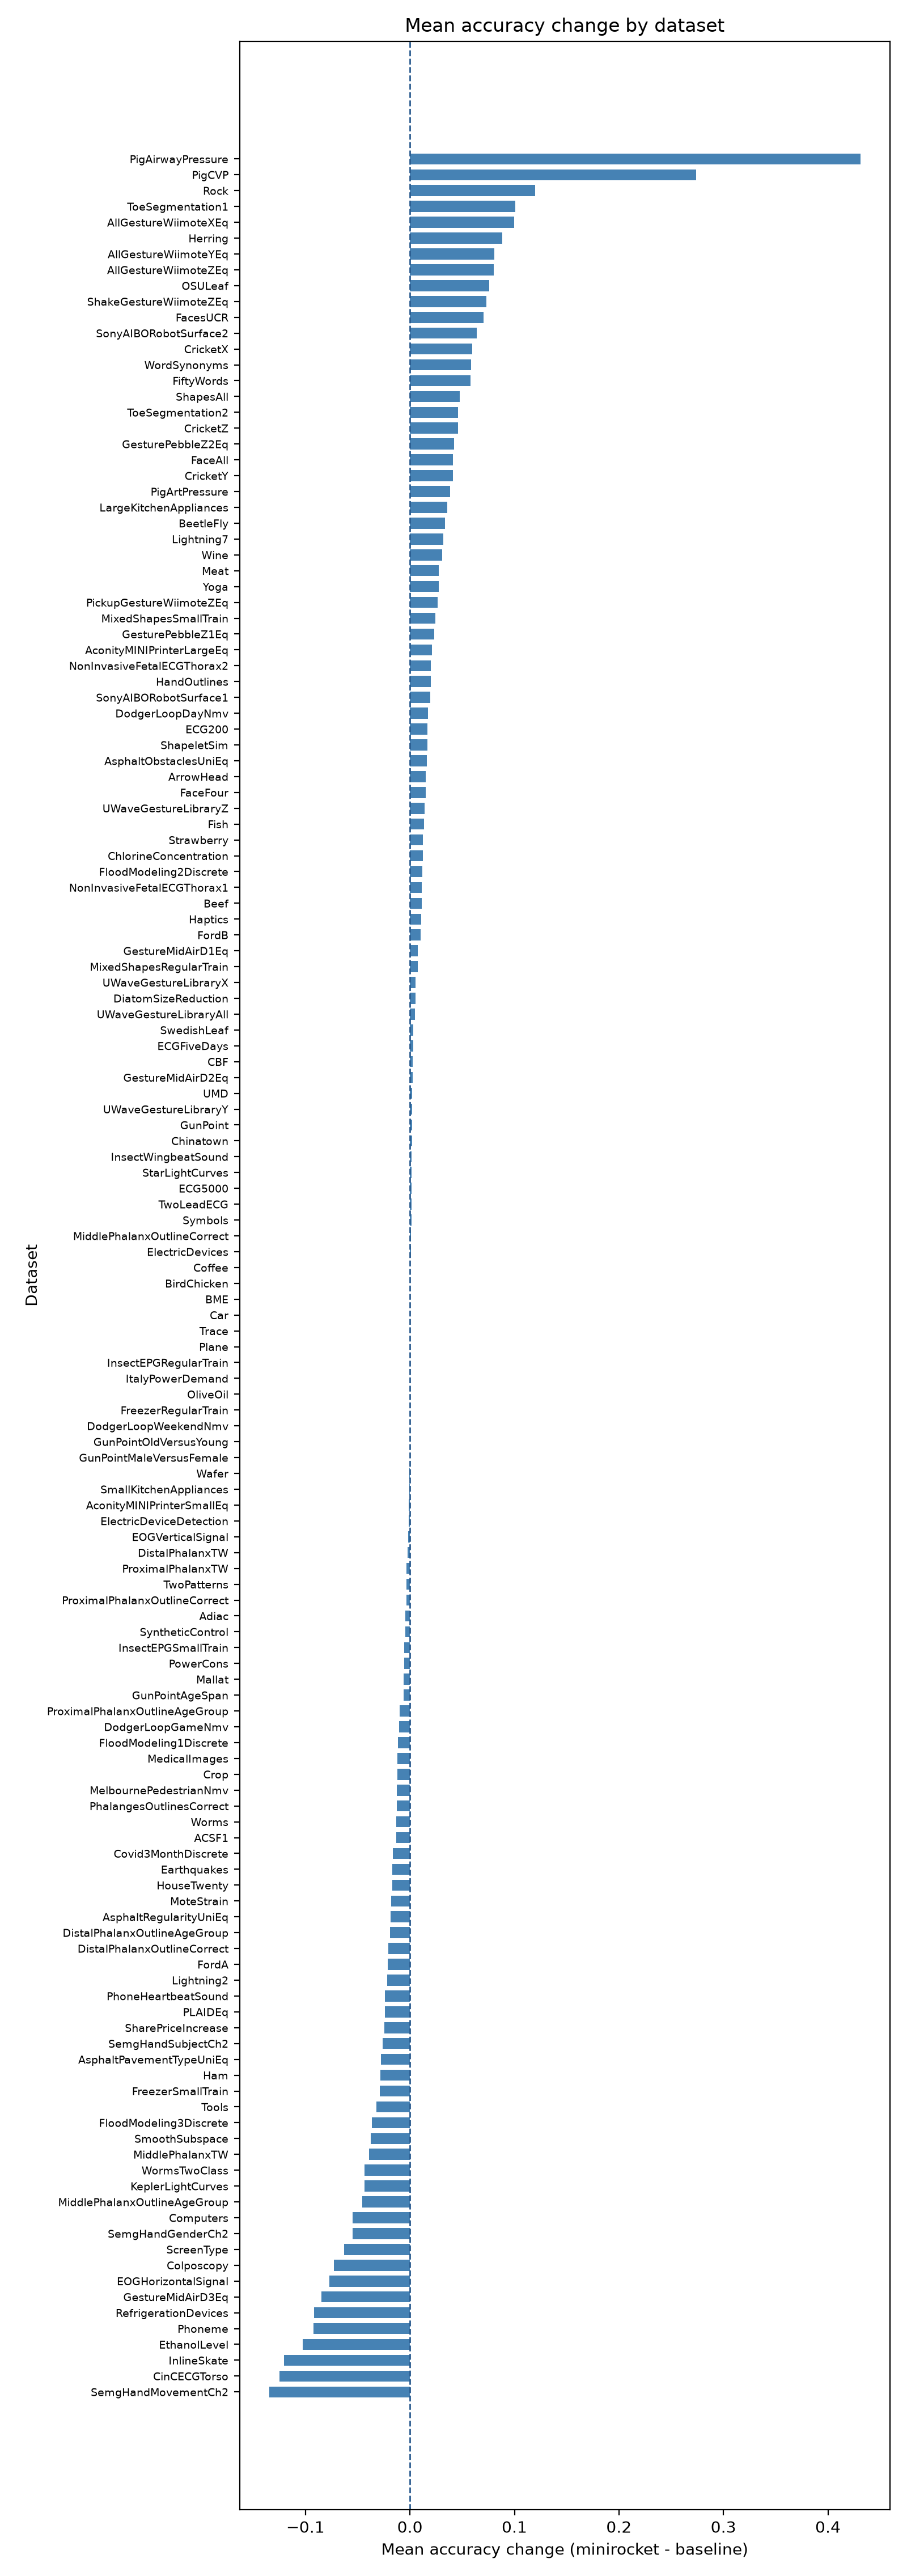 Mean accuracy change by dataset
PigAirwayPressure
PigCVP
Rock
ToeSegmentation1
AllGestureWiimoteXEq
Herring
AllGestureWiimoteYEq
AllGestureWiimoteZEq
OSULeaf
ShakeGestureWiimoteZEq
FacesUCR
SonyAIBORobotSurface2
CricketX
WordSynonyms
FiftyWords
ShapesAll
ToeSegmentation2
CricketZ
GesturePebbleZ2Eq
FaceAll
CricketY
PigArtPressure
LargeKitchenAppliances
BeetleFly
Lightning7
Wine
Meat
Yoga
PickupGestureWiimoteZEq
MixedShapesSmallTrain
GesturePebbleZ1Eq
AconityMINIPrinterLargeEq
NonInvasiveFetalECGThorax2
HandOutlines
SonyAIBORobotSurface1
DodgerLoopDayNmv
ECG200
ShapeletSim
AsphaltObstaclesUniEq
ArrowHead
FaceFour
UWaveGestureLibraryZ
Fish
Strawberry
ChlorineConcentration
FloodModeling2Discrete
NonInvasiveFetalECGThorax1
Beef
Haptics
FordB
GestureMidAirD1Eq
MixedShapesRegularTrain
UWaveGestureLibraryX
DiatomSizeReduction
UWaveGestureLibraryAll
SwedishLeaf
ECGFiveDays
CBF
GestureMidAirD2Eq
UMD
UWaveGestureLibraryY
GunPoint
Chinatown
InsectWingbeatSound
StarLightCurves
ECG5000
TwoLeadECG
Symbols
MiddlePhalanxOutlineCorrect
ElectricDevices
Coffee
BirdChicken
BME
Car
Trace
Plane
InsectEPGRegularTrain
ItalyPowerDemand
OliveOil
FreezerRegularTrain
DodgerLoopWeekendNmv
GunPointOldVersusYoung
GunPointMaleVersusFemale
Wafer
SmallKitchenAppliances
AconityMINIPrinterSmallEq
ElectricDeviceDetection
EOGVerticalSignal
DistalPhalanxTW
ProximalPhalanxTW
TwoPatterns
ProximalPhalanxOutlineCorrect
Adiac
SyntheticControl
InsectEPGSmallTrain
PowerCons
Mallat
GunPointAgeSpan
ProximalPhalanxOutlineAgeGroup
DodgerLoopGameNmv
FloodModeling1Discrete
MedicalImages
Crop
MelbournePedestrianNmv
PhalangesOutlinesCorrect
Worms
ACSF1
Covid3MonthDiscrete
Earthquakes
HouseTwenty
MoteStrain
AsphaltRegularityUniEq
DistalPhalanxOutlineAgeGroup
DistalPhalanxOutlineCorrect
FordA
Lightning2
PhoneHeartbeatSound
PLAIDEq
SharePriceIncrease
SemgHandSubjectCh2
AsphaltPavementTypeUniEq
Ham
FreezerSmallTrain
Tools
FloodModeling3Discrete
SmoothSubspace
MiddlePhalanxTW
WormsTwoClass
KeplerLightCurves
MiddlePhalanxOutlineAgeGroup
Computers
SemgHandGenderCh2
ScreenType
Colposcopy
EOGHorizontalSignal
GestureMidAirD3Eq
RefrigerationDevices
Phoneme
EthanolLevel
InlineSkate
CinCECGTorso
SemgHandMovementCh2
Dataset
−0.1 0.0 0.1 0.2 0.3 0.4
Mean accuracy change (minirocket - baseline)